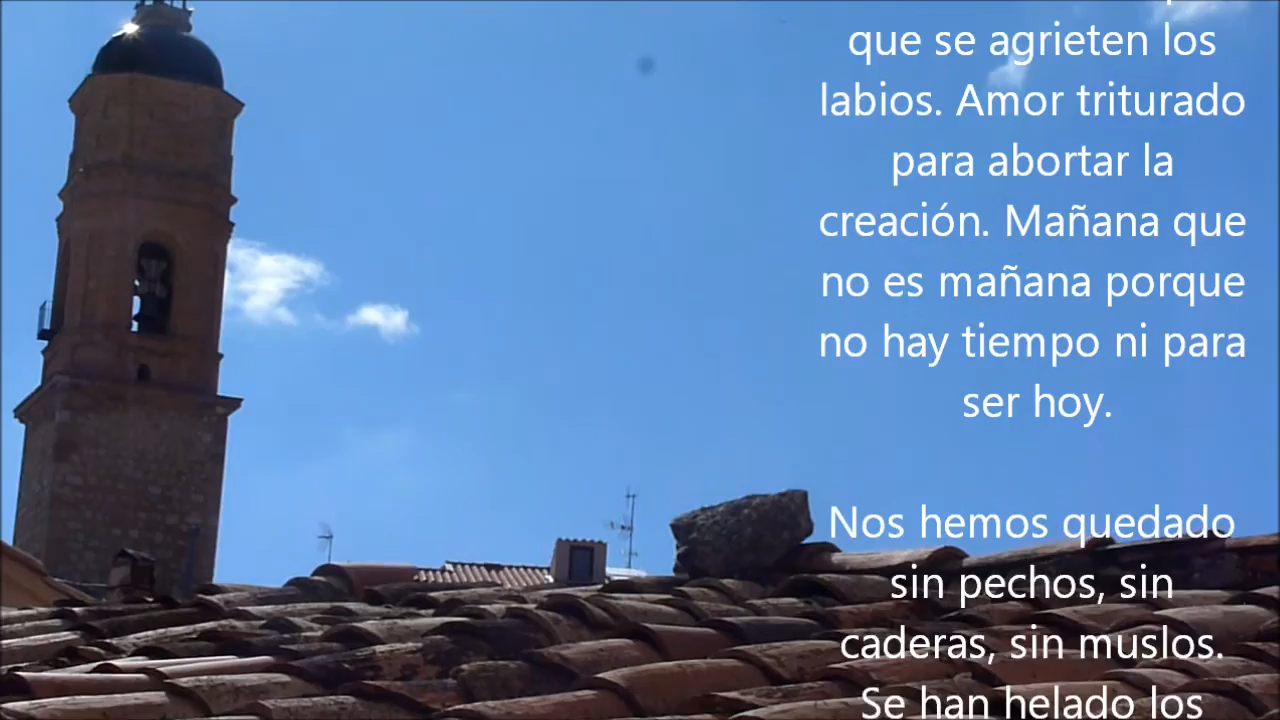 que se agrieten los
labios. Amor triturado
para abortar la
creación. Mañana que
no es mañana porque
no hay tiempo ni para
ser hoy.
Nos hemos quedado
sin pechos, sin
caderas, sin muslos.
Se han helado los